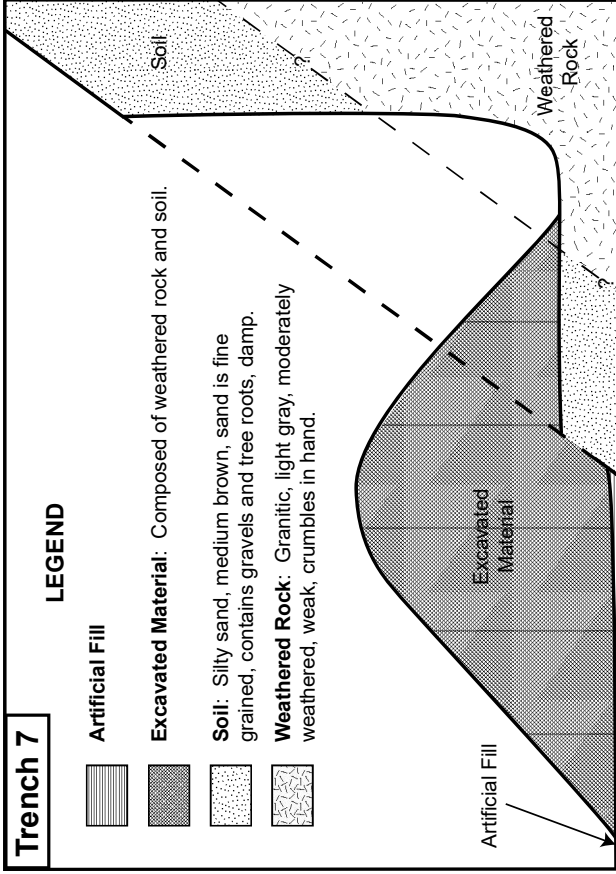 Trench 7
LEGEND
Artificial Fill
Excavated Material: Composed of weathered rock and soil.
Soil: Silty sand, medium brown, sand is fine
grained, contains gravels and tree roots, damp.
Weathered Rock: Granitic, light gray, moderately
weathered, weak, crumbles in hand.
Soil
?
Weathered
Rock
Excavated
Material
?
Artificial Fill